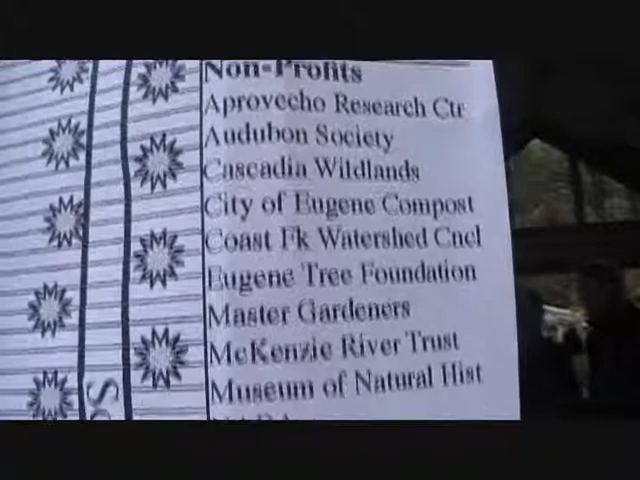 Non-Profits
Aprovecho Research Ctr
Audubon Society
Cascadia Wildlands
City of Eugene Compost
Coast Fk Watershed Cncl
Eugene Tree Foundation
Master Gardeners
McKenzie River Trust
Museum of Natural Hist